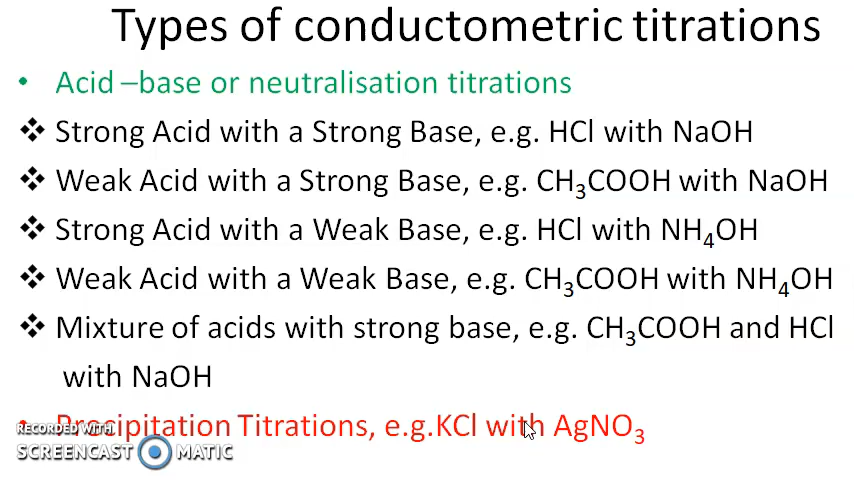 Types of conductometric titrations
• Acid –base or neutralisation titrations
❖ Strong Acid with a Strong Base, e.g. HCl with NaOH
❖ Weak Acid with a Strong Base, e.g. CH₃COOH with NaOH
❖ Strong Acid with a Weak Base, e.g. HCl with NH₄OH
❖ Weak Acid with a Weak Base, e.g. CH₃COOH with NH₄OH
❖ Mixture of acids with strong base, e.g. CH₃COOH and HCl
with NaOH
• Precipitation Titrations, e.g.KCl with AgNO₃
RECORDED WITH
SCREENCAST MATIC